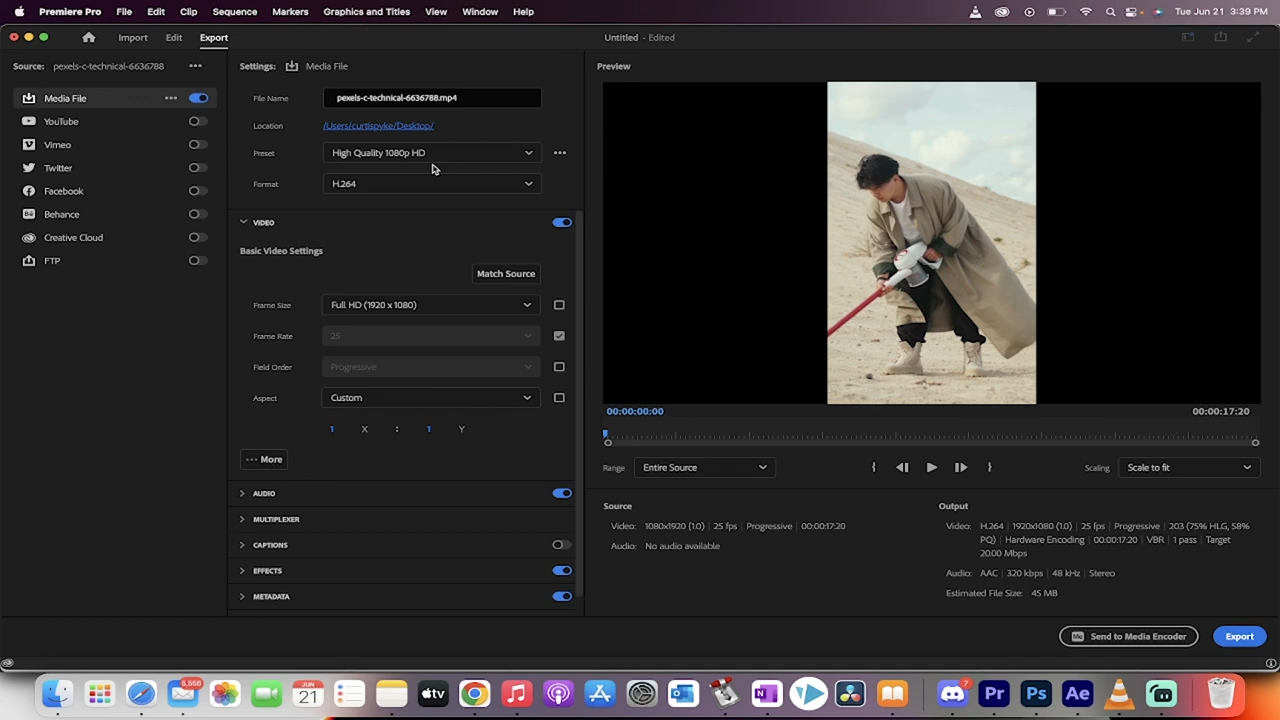 Premiere Pro File Edit Clip Sequence Markers Graphics and Titles View Window Help Tue Jun 21 3:39 PM
Import Edit Export Untitled - Edited
Source: pexels-c-technical-6636788 ••• Settings: Media File Preview
Media File •••
YouTube
Vimeo
Twitter
Facebook
Behance
Creative Cloud
FTP
File Name pexels-c-technical-6636788.mp4
Location /Users/curtispyke/Desktop/
Preset High Quality 1080p HD •••
Format H.264
VIDEO
Basic Video Settings
Match Source
Frame Size Full HD (1920 x 1080)
Frame Rate 25
Field Order Progressive
Aspect Custom
1 X : 1 Y
••• More
AUDIO
MULTIPLEXER
CAPTIONS
EFFECTS
METADATA
00:00:00:00 00:00:17:20
Range Entire Source { } Scaling Scale to fit
Source
Video: 1080x1920 (1.0) | 25 fps | Progressive | 00:00:17:20
Audio: No audio available
Output
Video: H.264 | 1920x1080 (1.0) | 25 fps | Progressive | 203 (75% HLG, 58%
PQ) | Hardware Encoding | 00:00:17:20 | VBR | 1 pass | Target
20.00 Mbps
Audio: AAC | 320 kbps | 48 kHz | Stereo
Estimated File Size: 45 MB
Me Send to Media Encoder Export
5,556 JUN 21 tv N 7 Pr Ps Ae